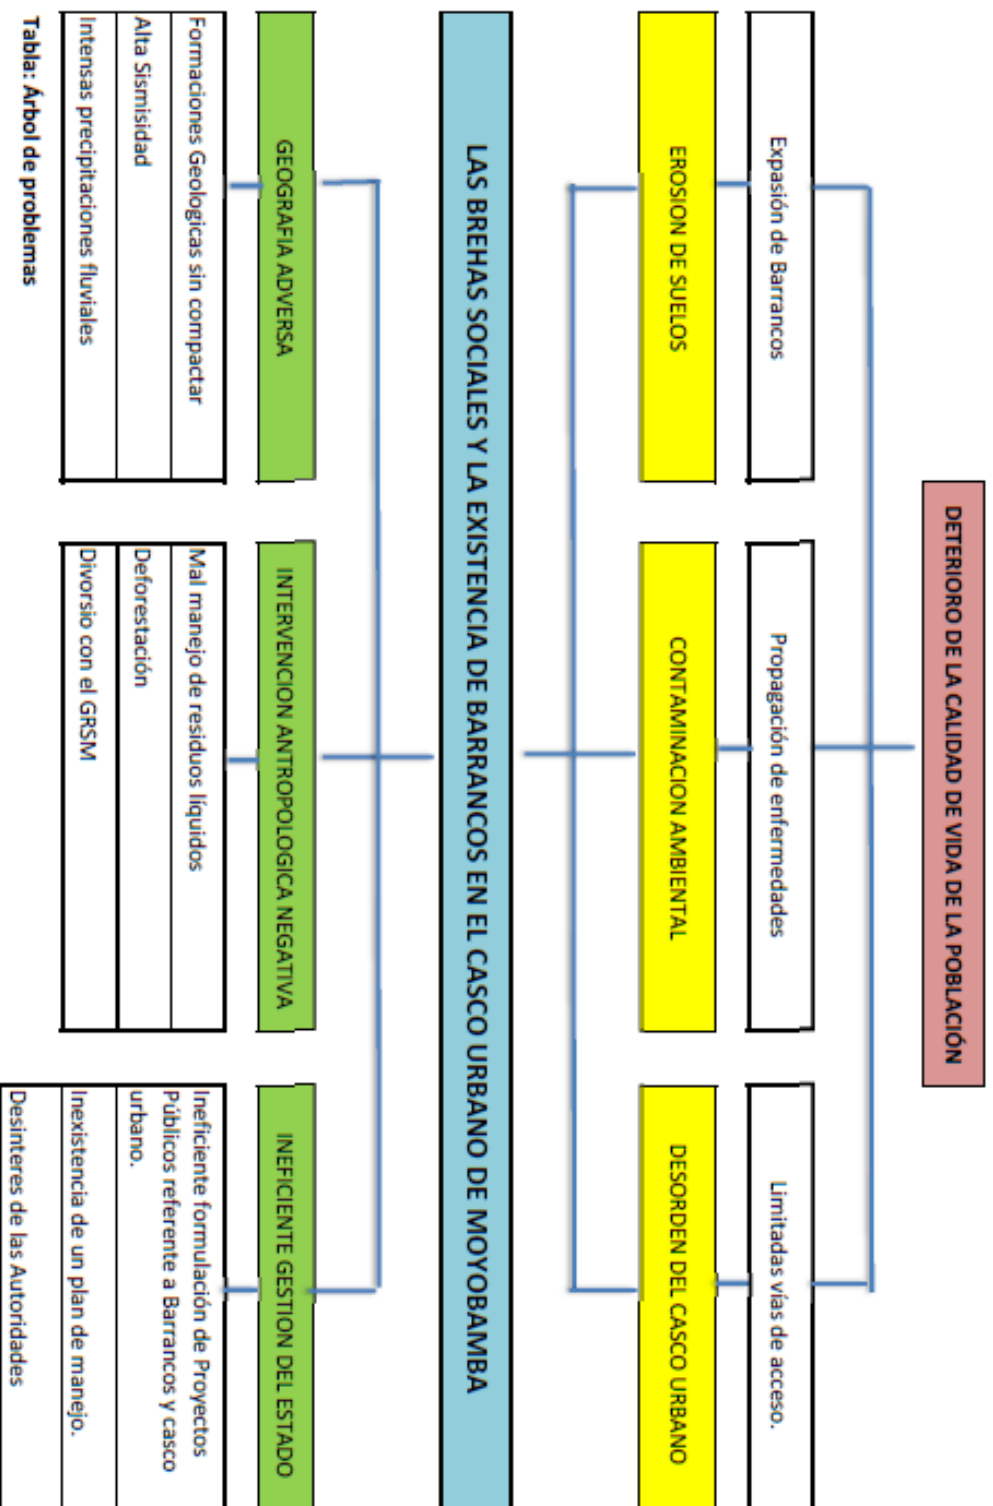 DETERIORO DE LA CALIDAD DE VIDA DE LA POBLACIÓN
Expasión de Barrancos
Propagación de enfermedades
Limitadas vías de acceso.
EROSION DE SUELOS
CONTAMINACION AMBIENTAL
DESORDEN DEL CASCO URBANO
LAS BREHAS SOCIALES Y LA EXISTENCIA DE BARRANCOS EN EL CASCO URBANO DE MOYOBAMBA
GEOGRAFIA ADVERSA
INTERVENCION ANTROPOLOGICA NEGATIVA
INEFICIENTE GESTION DEL ESTADO
Formaciones Geologicas sin compactar
Alta Sismisidad
Intensas precipitaciones fluviales
Mal manejo de residuos líquidos
Deforestación
Divorsio con el GRSM
Ineficiente formulación de Proyectos
Públicos referente a Barrancos y casco
urbano.
Inexistencia de un plan de manejo.
Desinteres de las Autoridades
Tabla: Árbol de problemas